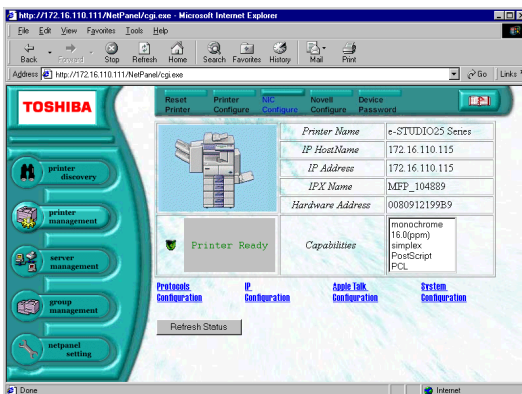 http://172.16.110.111/NetPanel/cgi.exe - Microsoft Internet Explorer
File Edit View Favorites Tools Help
Back Forward Stop Refresh Home Search Favorites History Mail Print
Address http://172.16.110.111/NetPanel/cgi.exe Go Links
TOSHIBA
Reset Printer
Printer Configure
NIC Configure
Novell Configure
Device Password
printer discovery
printer management
server management
group management
netpanel setting
Printer Name e-STUDIO25 Series
IP HostName 172.16.110.115
IP Address 172.16.110.115
IPX Name MFP_104889
Hardware Address 0080912199B9
Printer Ready
Capabilities
monochrome
16.0(ppm)
simplex
PostScript
PCL
Protocols Configuration
IP Configuration
Apple Talk Configuration
System Configuration
Refresh Status
Done Internet